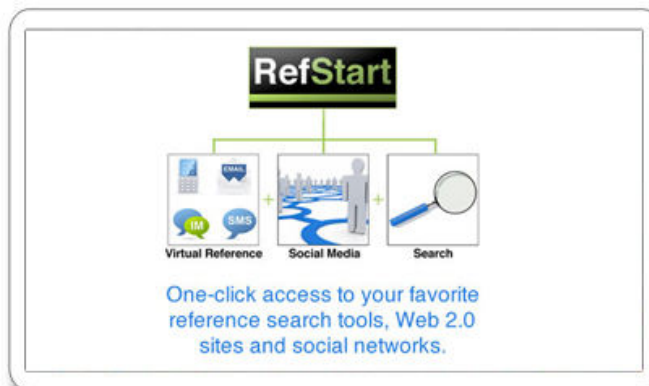 RefStart
EMAIL
IM
SMS
Virtual Reference
Social Media
Search
One-click access to your favorite
reference search tools, Web 2.0
sites and social networks.